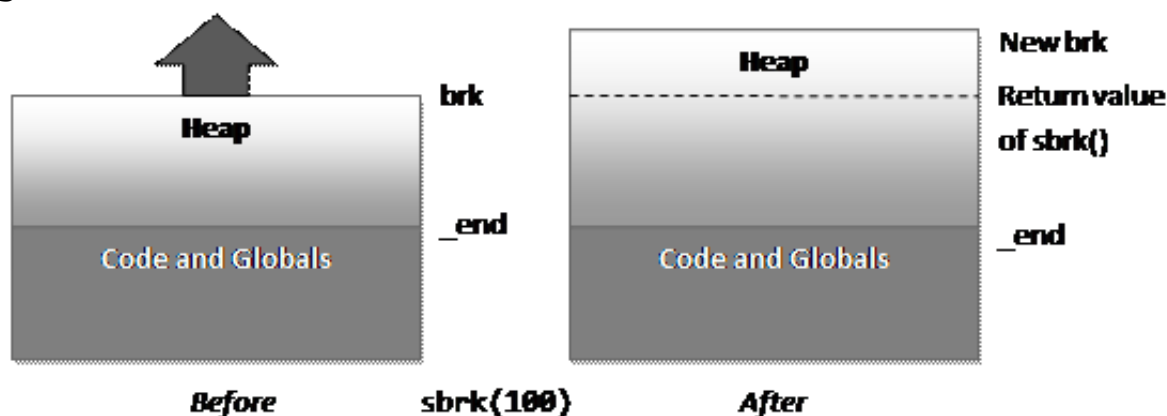 brk
Heap
_end
Code and Globals
Before
sbrk(100)
New brk
Heap
Return value
of sbrk()
_end
Code and Globals
After